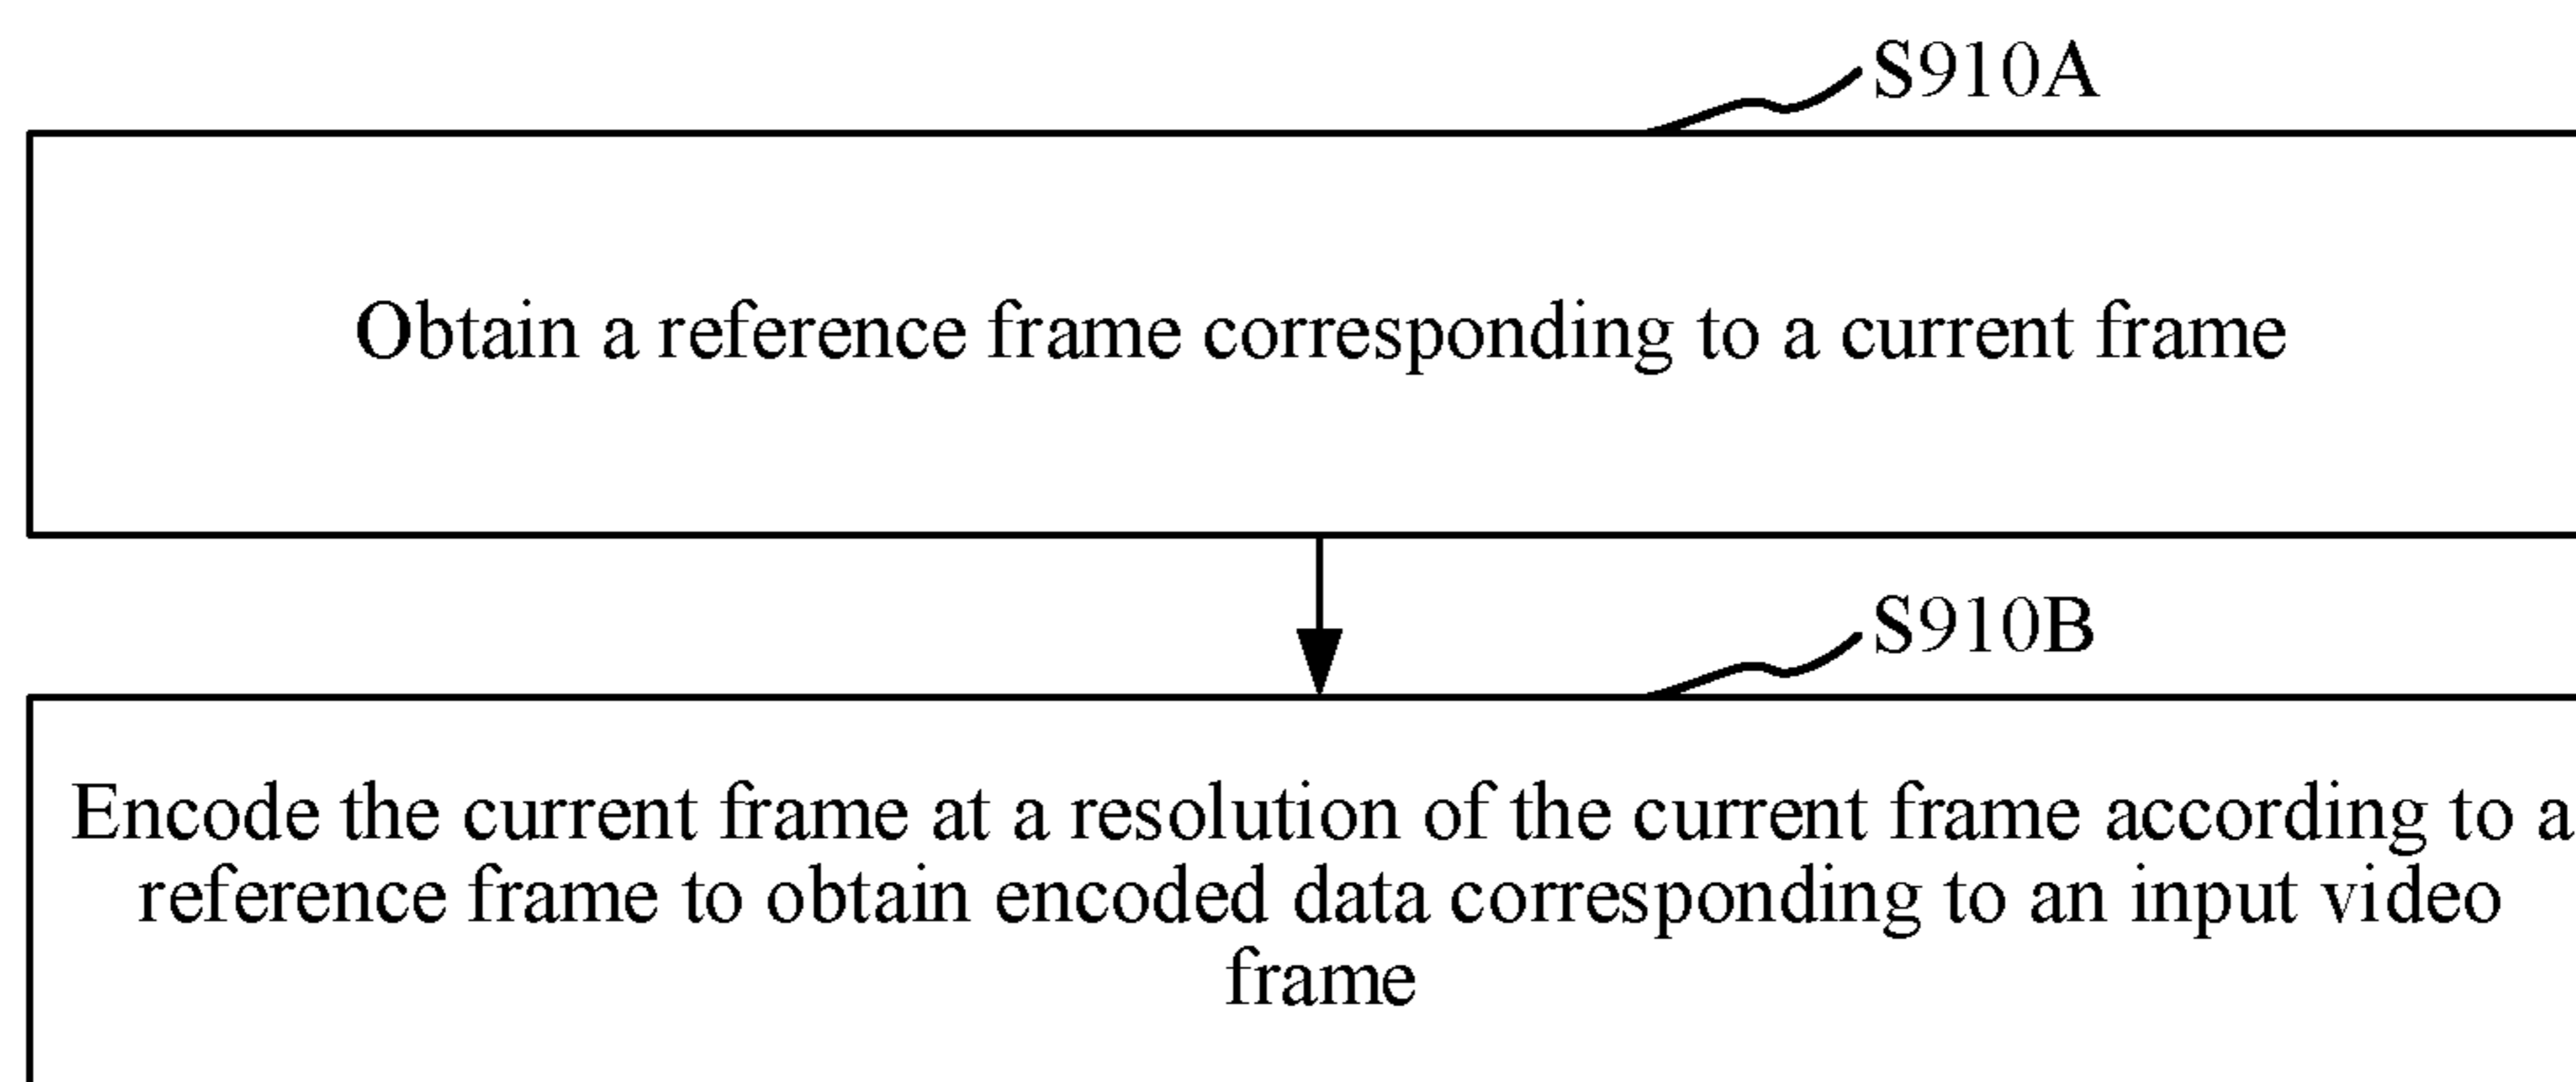 S910A
Obtain a reference frame corresponding to a current frame
S910B
Encode the current frame at a resolution of the current frame according to a
reference frame to obtain encoded data corresponding to an input video
frame